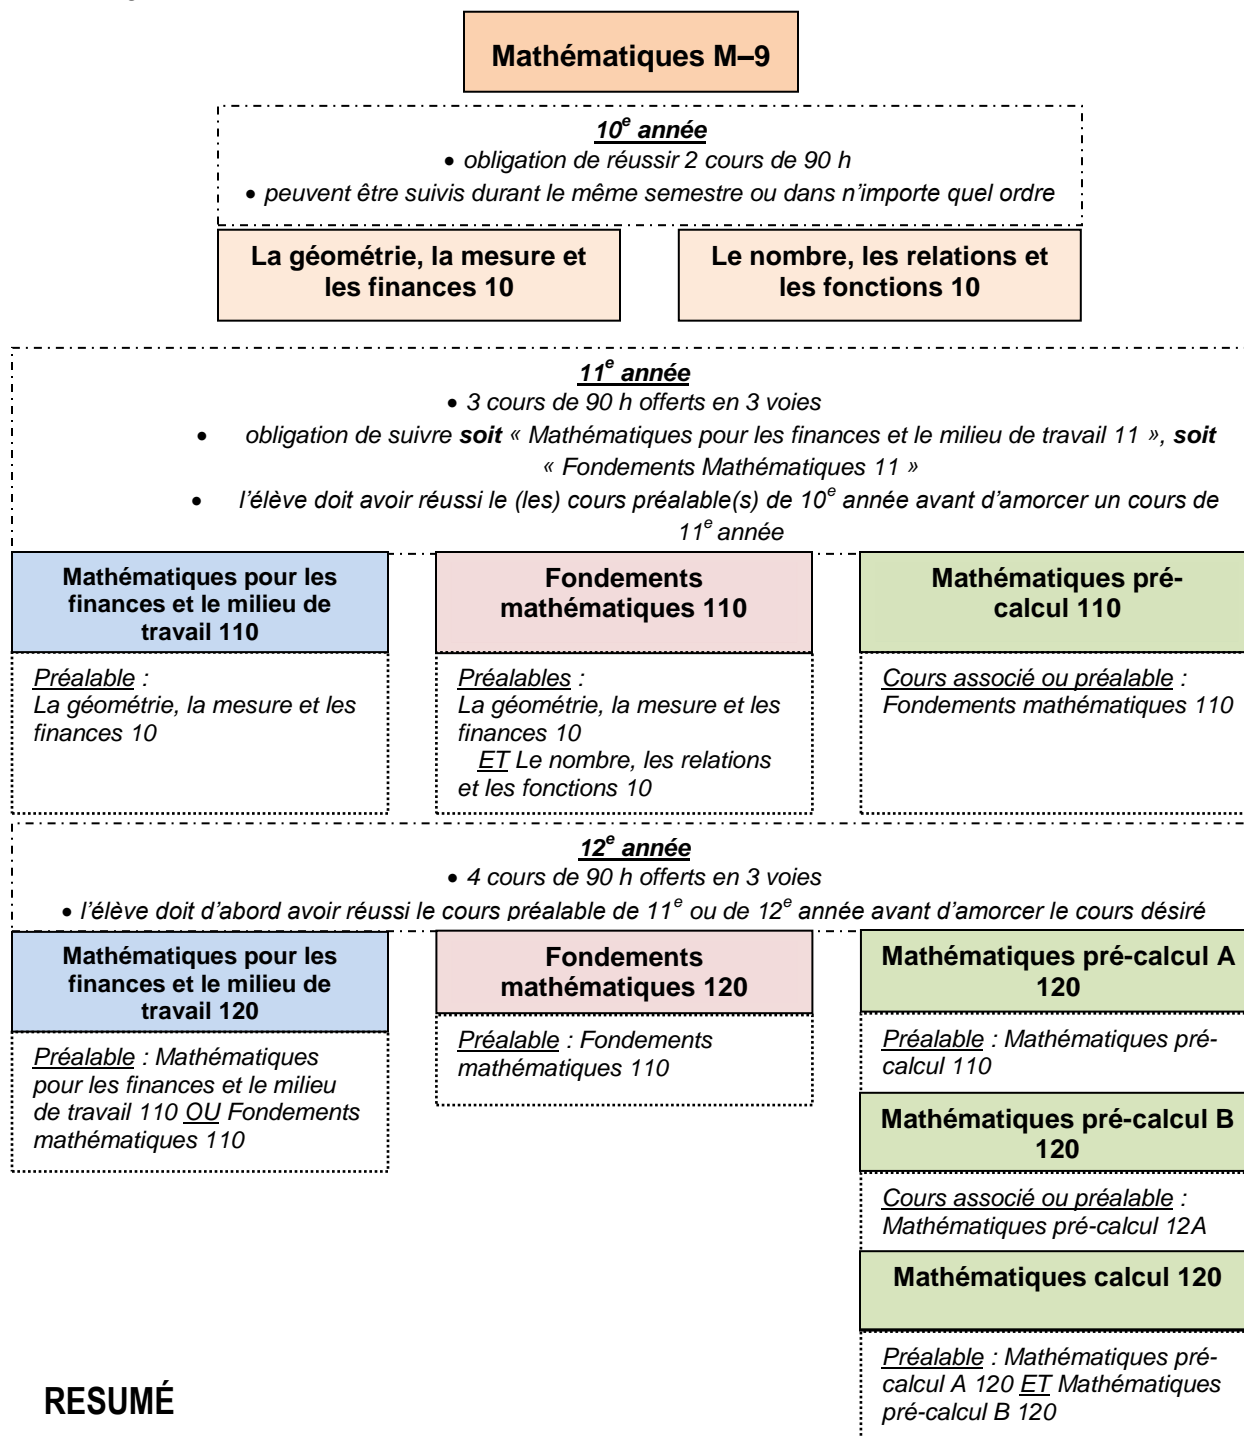 Mathématiques M–9
10e année
• obligation de réussir 2 cours de 90 h
• peuvent être suivis durant le même semestre ou dans n’importe quel ordre
La géométrie, la mesure et
les finances 10
Le nombre, les relations et
les fonctions 10
11e année
• 3 cours de 90 h offerts en 3 voies
• obligation de suivre soit « Mathématiques pour les finances et le milieu de travail 11 », soit
« Fondements Mathématiques 11 »
• l’élève doit avoir réussi le (les) cours préalable(s) de 10e année avant d’amorcer un cours de
11e année
Mathématiques pour les
finances et le milieu de
travail 110
Préalable :
La géométrie, la mesure et les
finances 10
Fondements
mathématiques 110
Préalables :
La géométrie, la mesure et les
finances 10
ET Le nombre, les relations
et les fonctions 10
Mathématiques pré-
calcul 110
Cours associé ou préalable :
Fondements mathématiques 110
12e année
• 4 cours de 90 h offerts en 3 voies
• l’élève doit d’abord avoir réussi le cours préalable de 11e ou de 12e année avant d’amorcer le cours désiré
Mathématiques pour les
finances et le milieu de
travail 120
Préalable : Mathématiques
pour les finances et le milieu
de travail 110 OU Fondements
mathématiques 110
Fondements
mathématiques 120
Préalable : Fondements
mathématiques 110
Mathématiques pré-calcul A
120
Préalable : Mathématiques pré-
calcul 110
Mathématiques pré-calcul B
120
Cours associé ou préalable :
Mathématiques pré-calcul 12A
Mathématiques calcul 120
Préalable : Mathématiques pré-
calcul A 120 ET Mathématiques
pré-calcul B 120
RESUMÉ